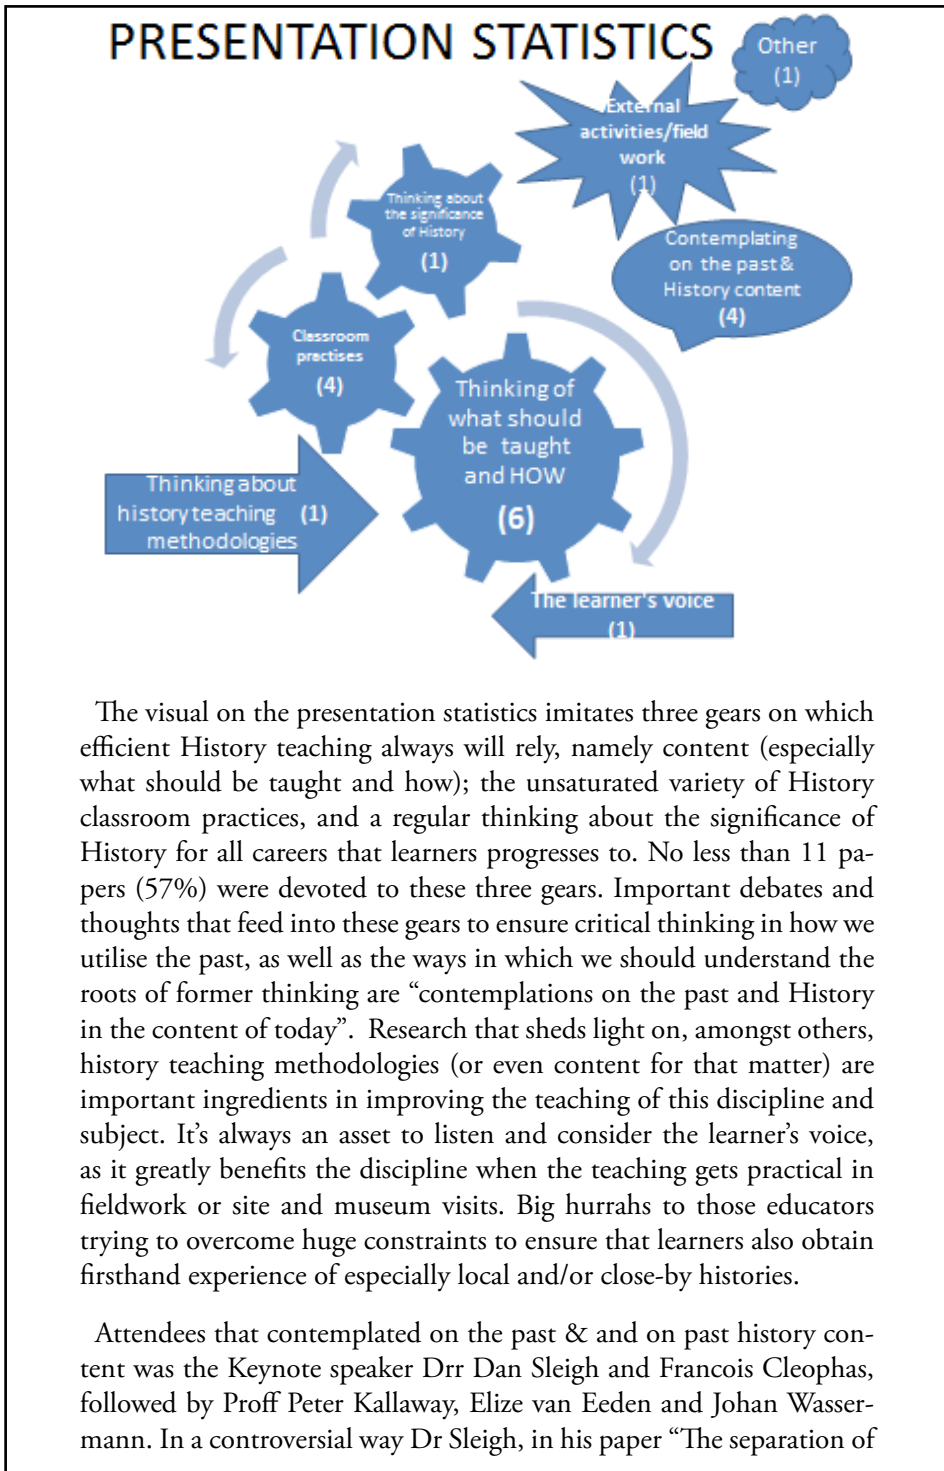 PRESENTATION STATISTICS
Other
(1)
External
activities/field
work
(1)
Thinking about
the significance
of History
(1)
Contemplating
on the past &
History content
(4)
Classroom
practises
(4)
Thinking of
what should
be taught
and HOW
(6)
Thinking about
history teaching (1)
methodologies
The learner's voice
(1)
The visual on the presentation statistics imitates three gears on which
efficient History teaching always will rely, namely content (especially
what should be taught and how); the unsaturated variety of History
classroom practices, and a regular thinking about the significance of
History for all careers that learners progresses to. No less than 11 pa-
pers (57%) were devoted to these three gears. Important debates and
thoughts that feed into these gears to ensure critical thinking in how we
utilise the past, as well as the ways in which we should understand the
roots of former thinking are “contemplations on the past and History
in the content of today”. Research that sheds light on, amongst others,
history teaching methodologies (or even content for that matter) are
important ingredients in improving the teaching of this discipline and
subject. It’s always an asset to listen and consider the learner’s voice,
as it greatly benefits the discipline when the teaching gets practical in
fieldwork or site and museum visits. Big hurrahs to those educators
trying to overcome huge constraints to ensure that learners also obtain
firsthand experience of especially local and/or close-by histories.
Attendees that contemplated on the past & and on past history con-
tent was the Keynote speaker Drr Dan Sleigh and Francois Cleophas,
followed by Proff Peter Kallaway, Elize van Eeden and Johan Wasser-
mann. In a controversial way Dr Sleigh, in his paper “The separation of